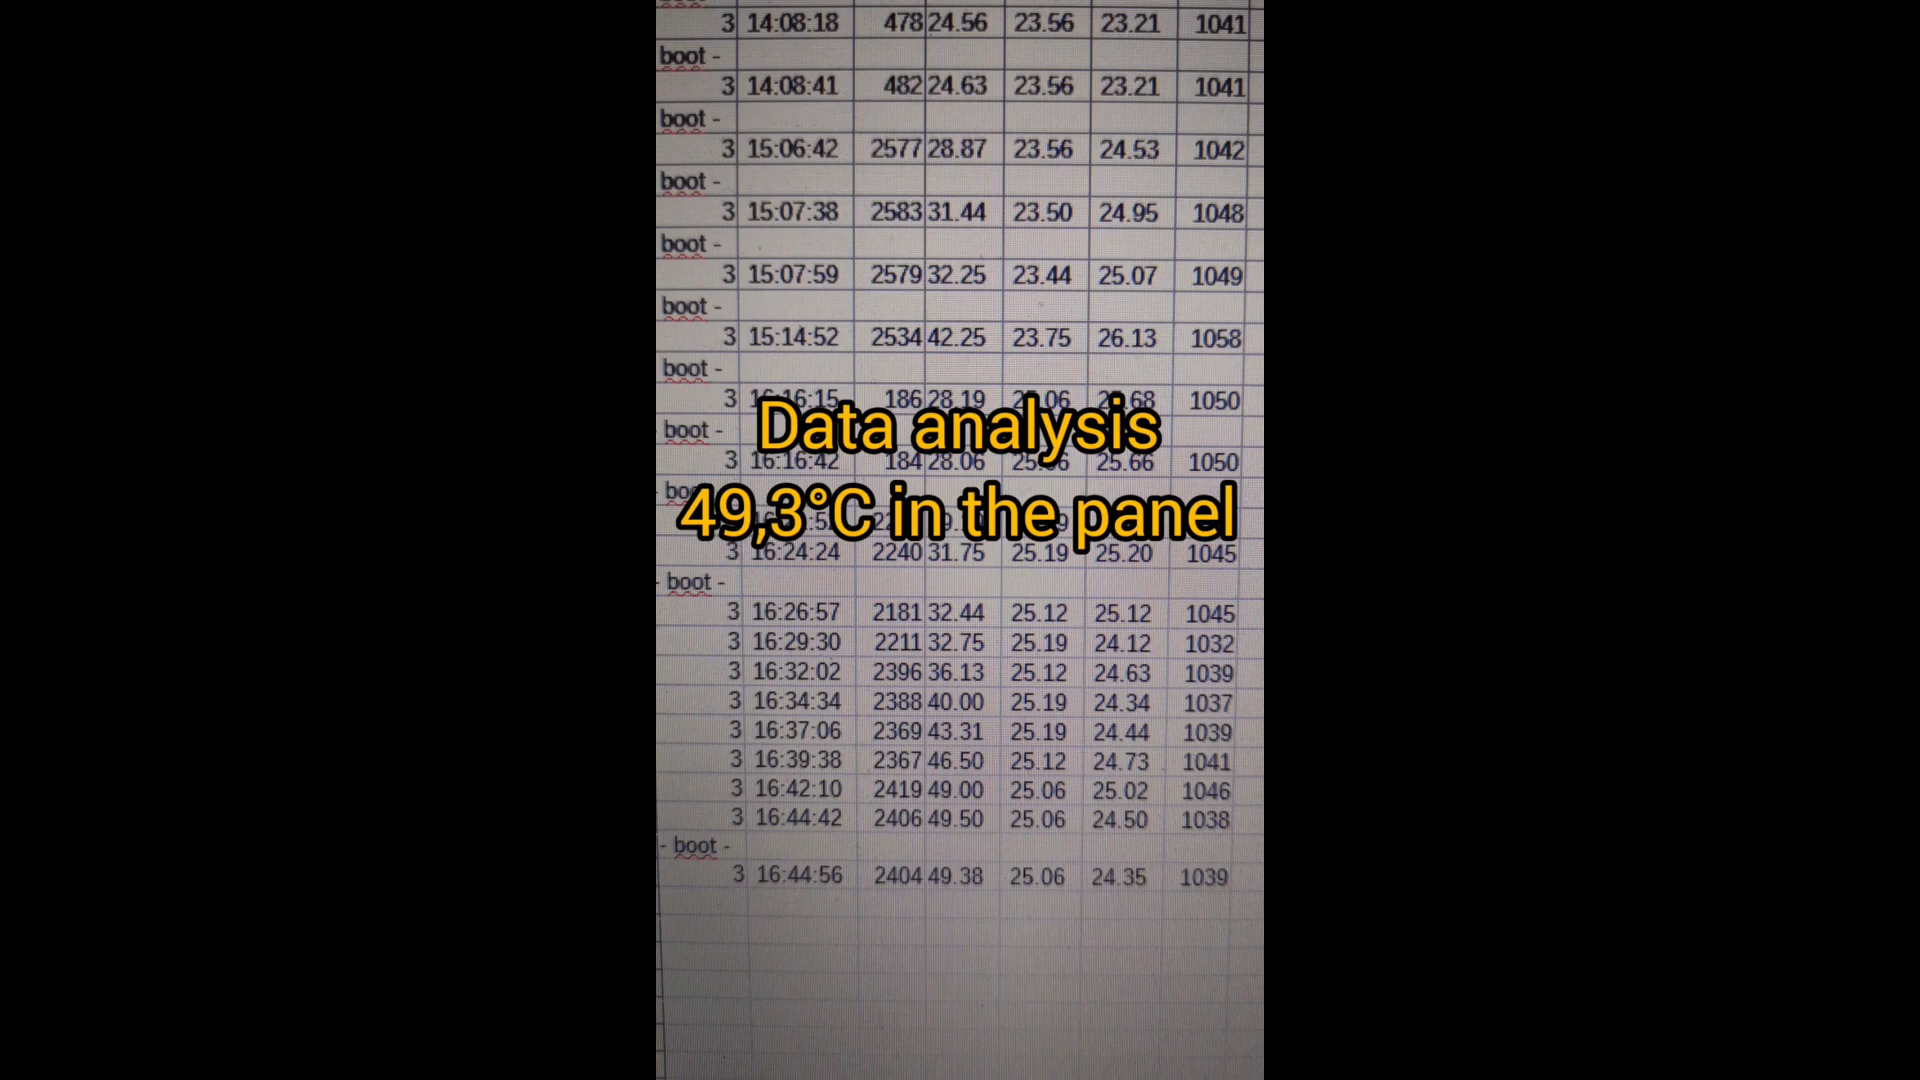 3 14:08:18 478 24.56 23.56 23.21 1041
boot -
3 14:08:41 482 24.63 23.56 23.21 1041
boot -
3 15:06:42 2577 28.87 23.56 24.53 1042
boot -
3 15:07:38 2583 31.44 23.50 24.95 1048
boot -
3 15:07:59 2579 32.25 23.44 25.07 1049
boot -
3 15:14:52 2534 42.25 23.75 26.13 1058
boot -
3 16:16:15 186 28.19 1050
boot -
Data analysis
3 16:16:42 184 28.06 25.66 1050
49,3°C in the panel
3 16:24:24 2240 31.75 25.19 25.20 1045
- boot -
3 16:26:57 2181 32.44 25.12 25.12 1045
3 16:29:30 2211 32.75 25.19 24.12 1032
3 16:32:02 2396 36.13 25.12 24.63 1039
3 16:34:34 2388 40.00 25.19 24.34 1037
3 16:37:06 2369 43.31 25.19 24.44 1039
3 16:39:38 2367 46.50 25.12 24.73 1041
3 16:42:10 2419 49.00 25.06 25.02 1046
3 16:44:42 2406 49.50 25.06 24.50 1038
- boot -
3 16:44:56 2404 49.38 25.06 24.35 1039